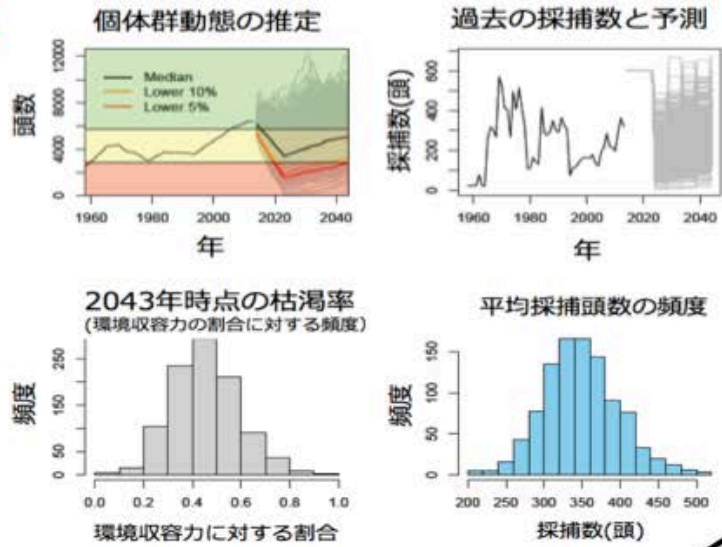 個体群動態の推定
頭数
12000
8000
4000
0
Median
Lower 10%
Lower 5%
1960 1980 2000 2020 2040
年
過去の採捕数と予測
採捕数(頭)
600
400
200
0
1960 1980 2000 2020 2040
年
2043年時点の枯渇率
(環境収容力の割合に対する頻度)
頻度
250
150
50
0
0.0 0.2 0.4 0.6 0.8 1.0
環境収容力に対する割合
平均採捕頭数の頻度
頻度
150
100
50
0
200 250 300 350 400 450 500
採捕数(頭)